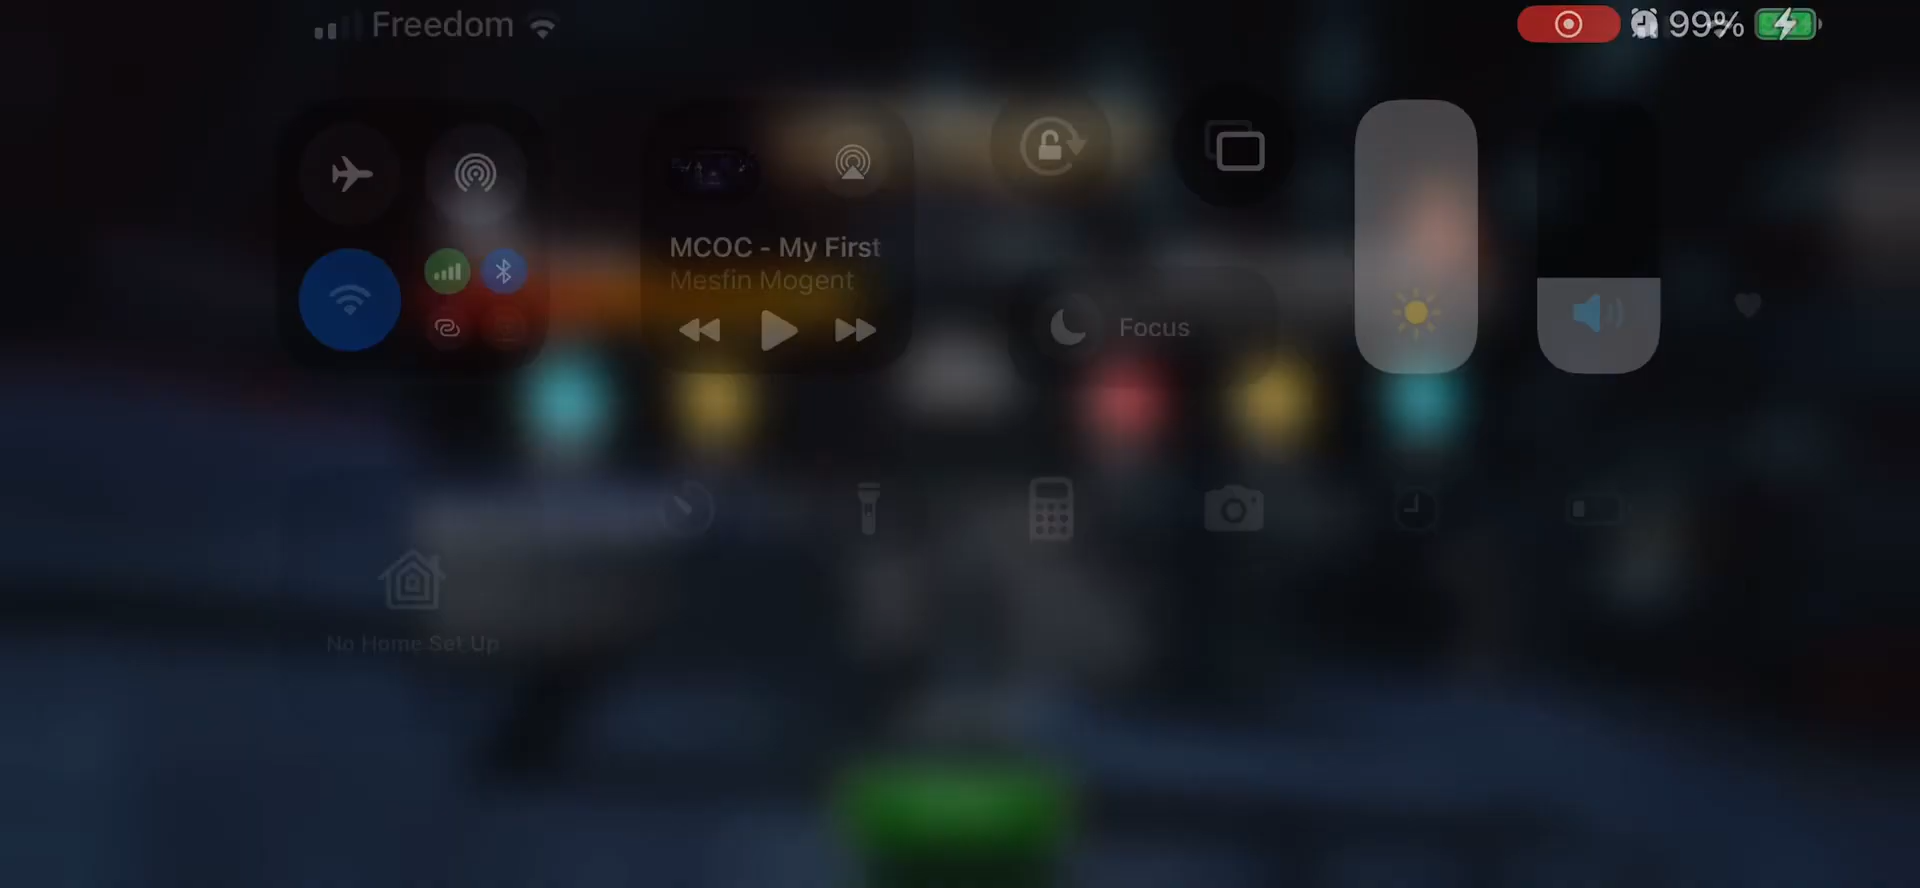 Freedom
99%
MCOC - My First
Mesfin Mogent
Focus
No Home Set Up